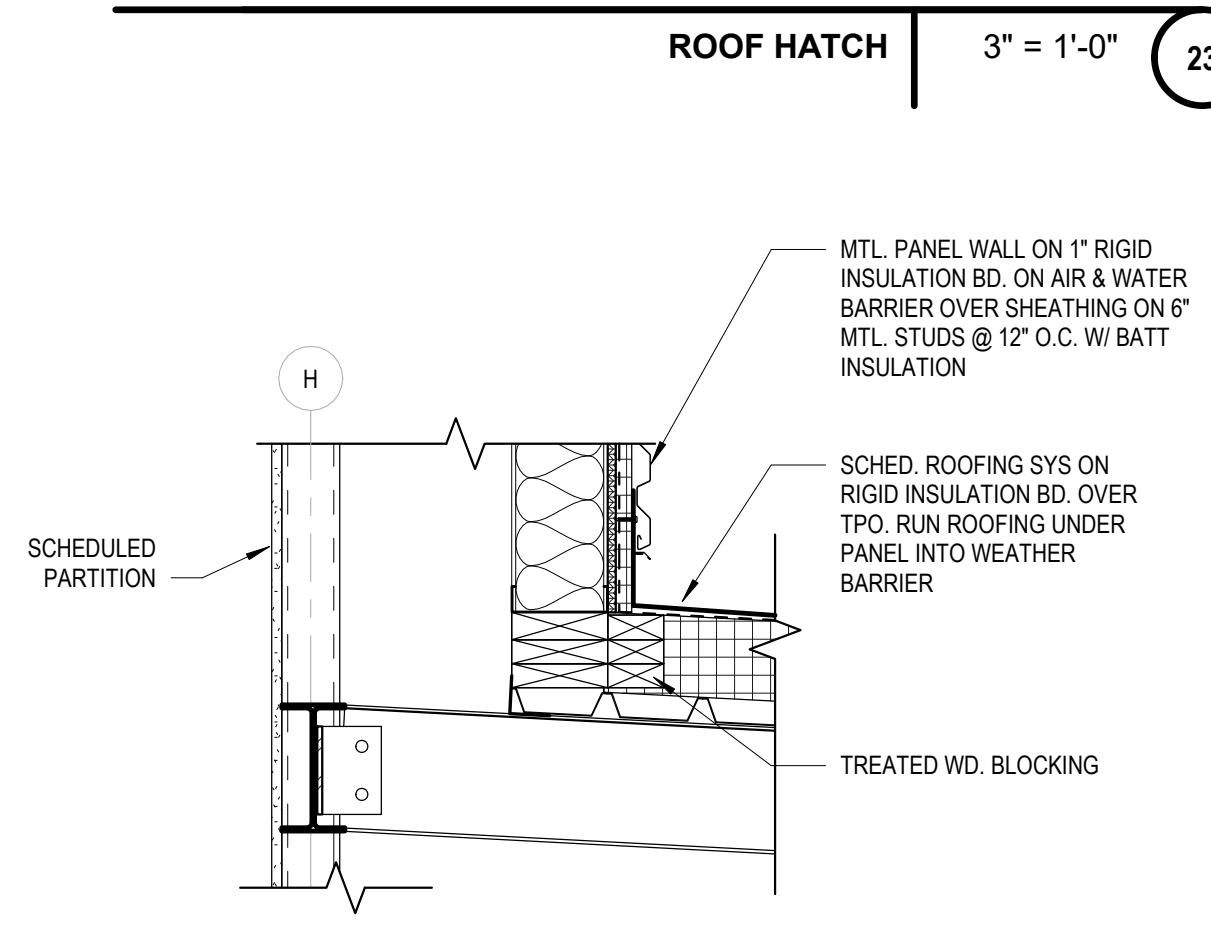 ROOF HATCH
3" = 1'-0"
23
MTL. PANEL WALL ON 1" RIGID
INSULATION BD. ON AIR & WATER
BARRIER OVER SHEATHING ON 6"
MTL. STUDS @ 12" O.C. W/ BATT
INSULATION
H
SCHED. ROOFING SYS ON
RIGID INSULATION BD. OVER
TPO. RUN ROOFING UNDER
PANEL INTO WEATHER
BARRIER
SCHEDULED
PARTITION
TREATED WD. BLOCKING